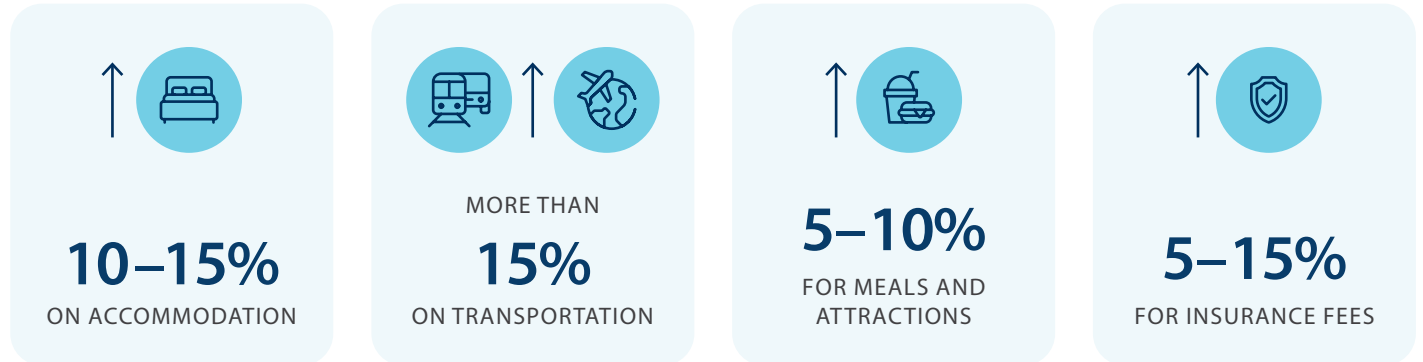 10–15%
ON ACCOMMODATION
MORE THAN
15%
ON TRANSPORTATION
5–10%
FOR MEALS AND
ATTRACTIONS
5–15%
FOR INSURANCE FEES